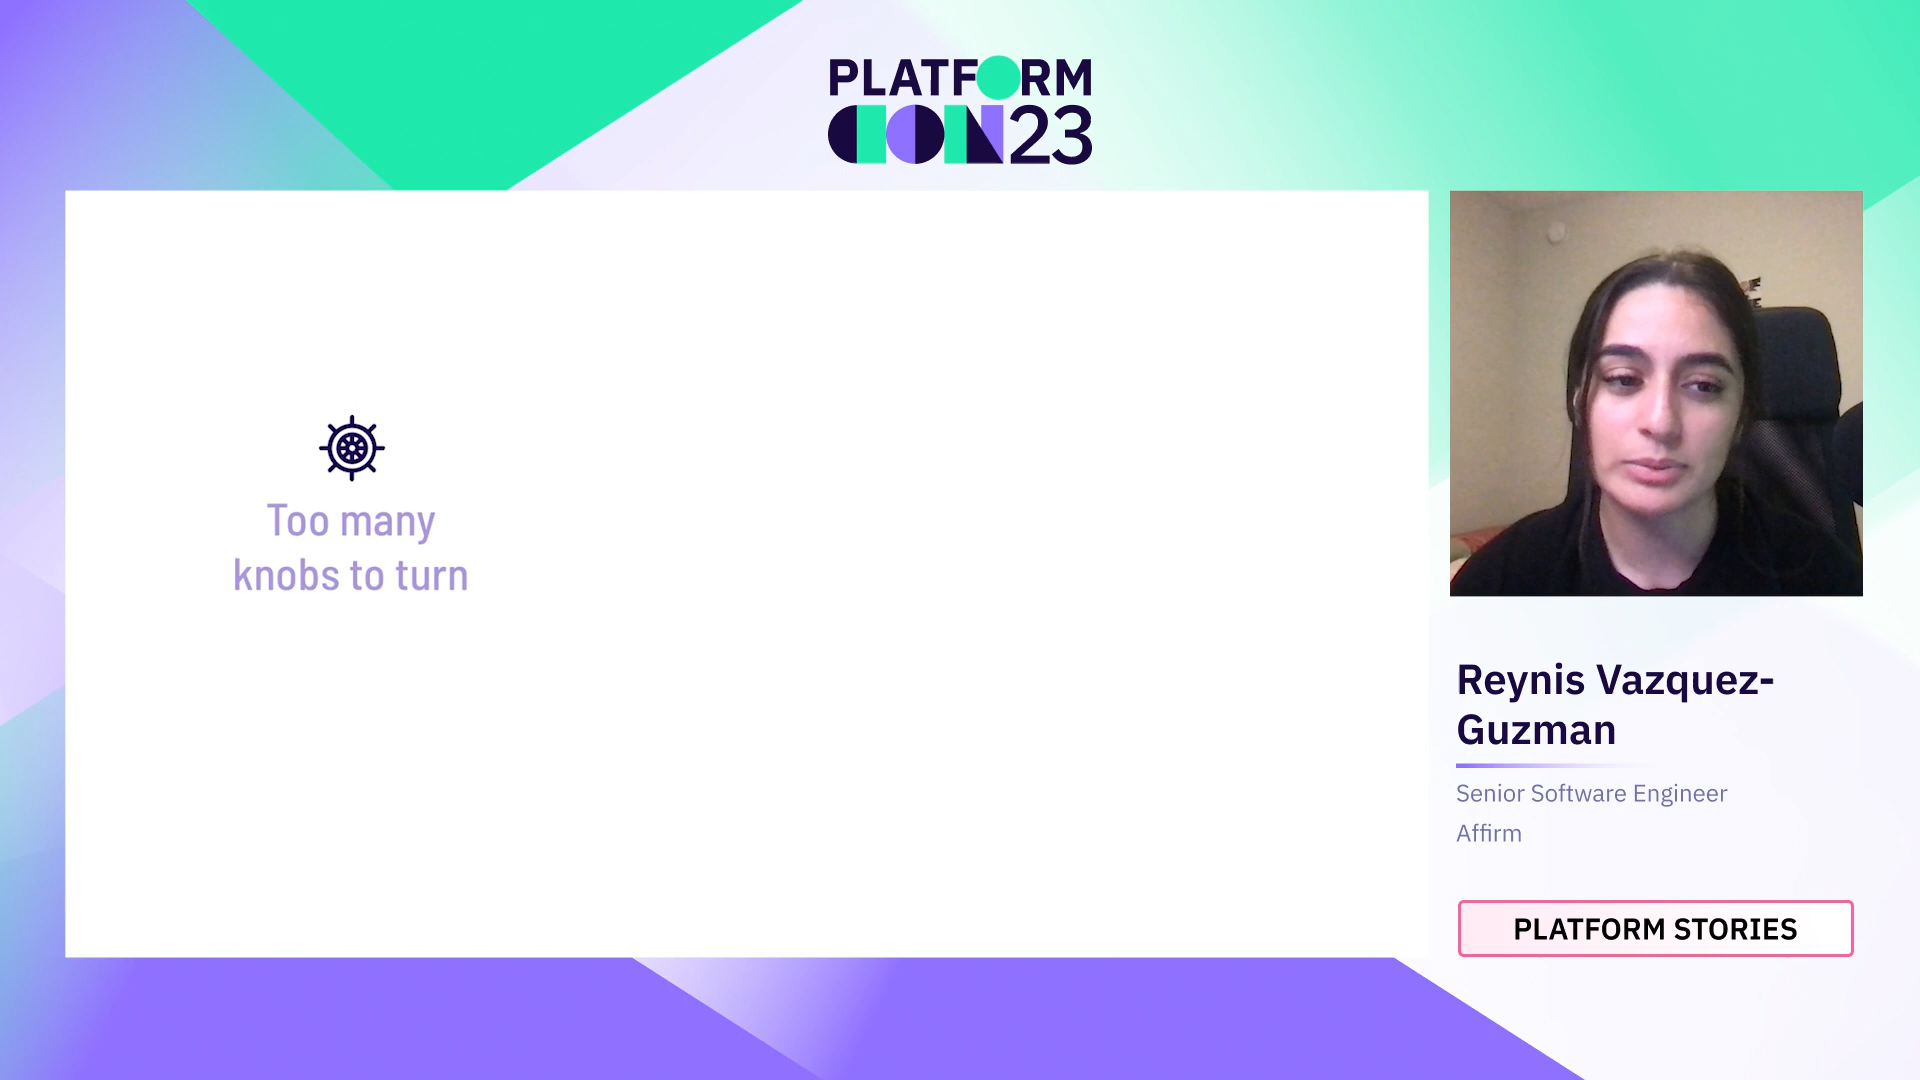 PLATFORM
CON23
Too many
knobs to turn
Reynis Vazquez-
Guzman
Senior Software Engineer
Affirm
PLATFORM STORIES